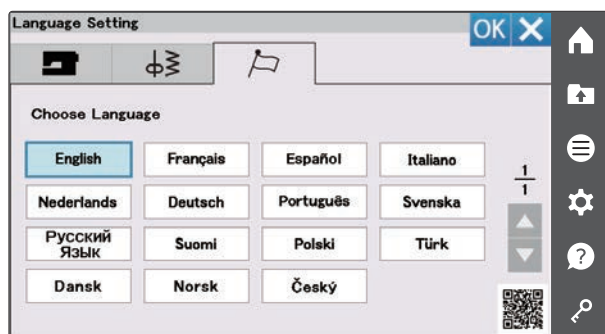 Language Setting
OK
Choose Language
English
Français
Español
Italiano
Nederlands
Deutsch
Português
Svenska
Русский
Язык
Suomi
Polski
Türk
Dansk
Norsk
Český
1
1
?